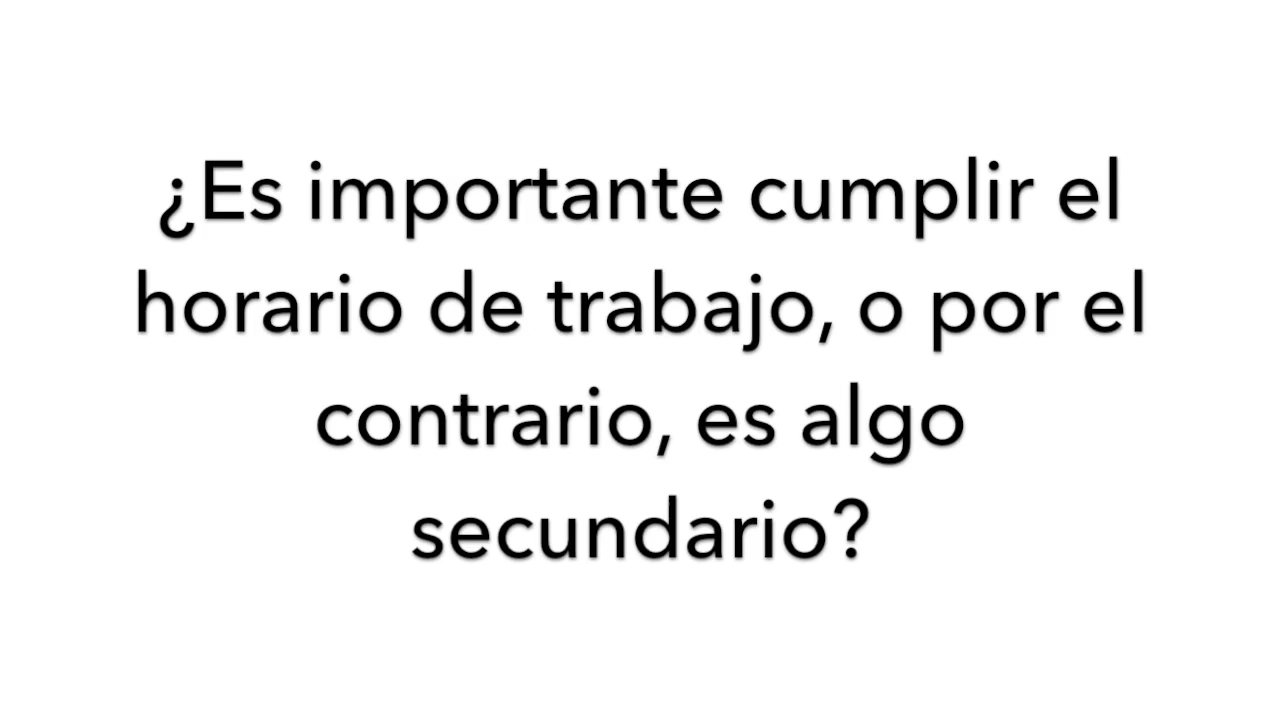 ¿Es importante cumplir el
horario de trabajo, o por el
contrario, es algo
secundario?